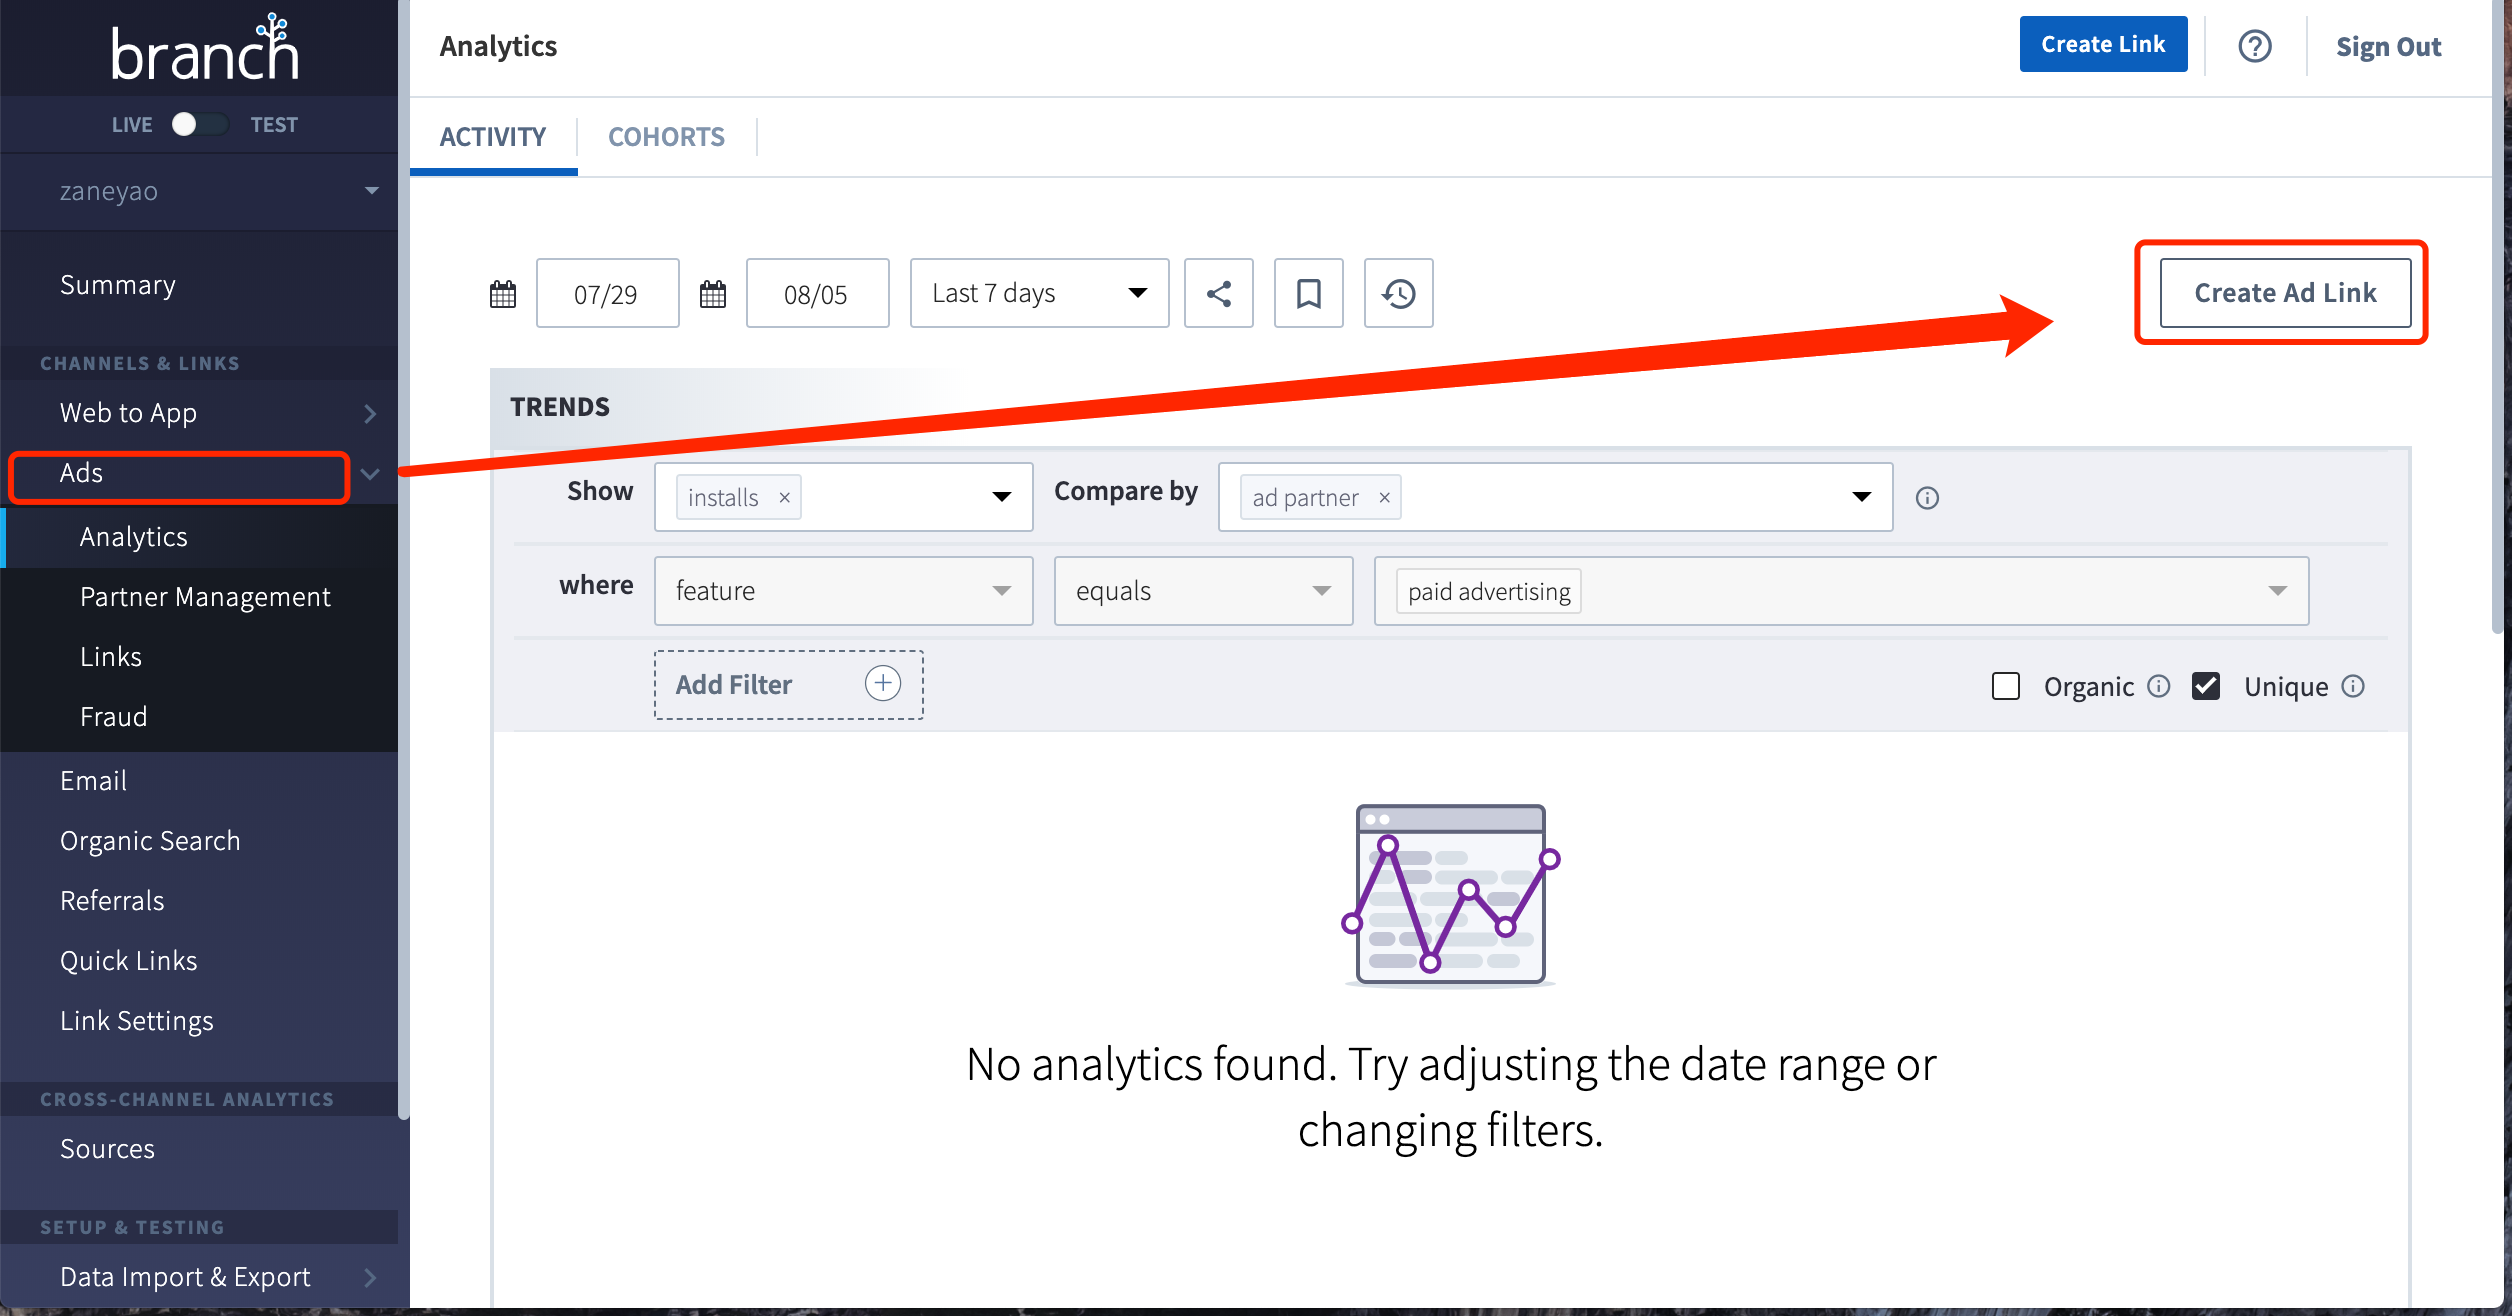 branch
LIVE TEST
zaneyao
Summary
CHANNELS & LINKS
Web to App
Ads
Analytics
Partner Management
Links
Fraud
Email
Organic Search
Referrals
Quick Links
Link Settings
CROSS-CHANNEL ANALYTICS
Sources
SETUP & TESTING
Data Import & Export
Analytics
Create Link
Sign Out
ACTIVITY COHORTS
07/29 08/05 Last 7 days
Create Ad Link
TRENDS
Show installs × Compare by ad partner ×
where feature equals paid advertising
Add Filter Organic Unique
No analytics found. Try adjusting the date range or
changing filters.